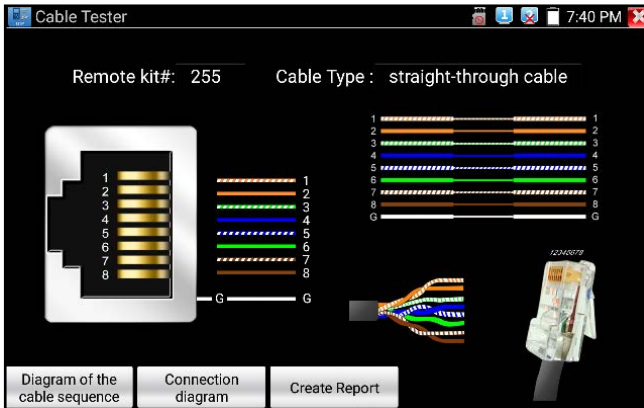 Cable Tester
7:40 PM
Remote kit#: 255 Cable Type : straight-through cable
1 1
2 2
3 3
4 4
5 5
6 6
7 7
8 8
G G
1 1
2 2
3 3
4 4
5 5
6 6
7 7
8 8
G G
12345678
Diagram of the
cable sequence
Connection
diagram
Create Report